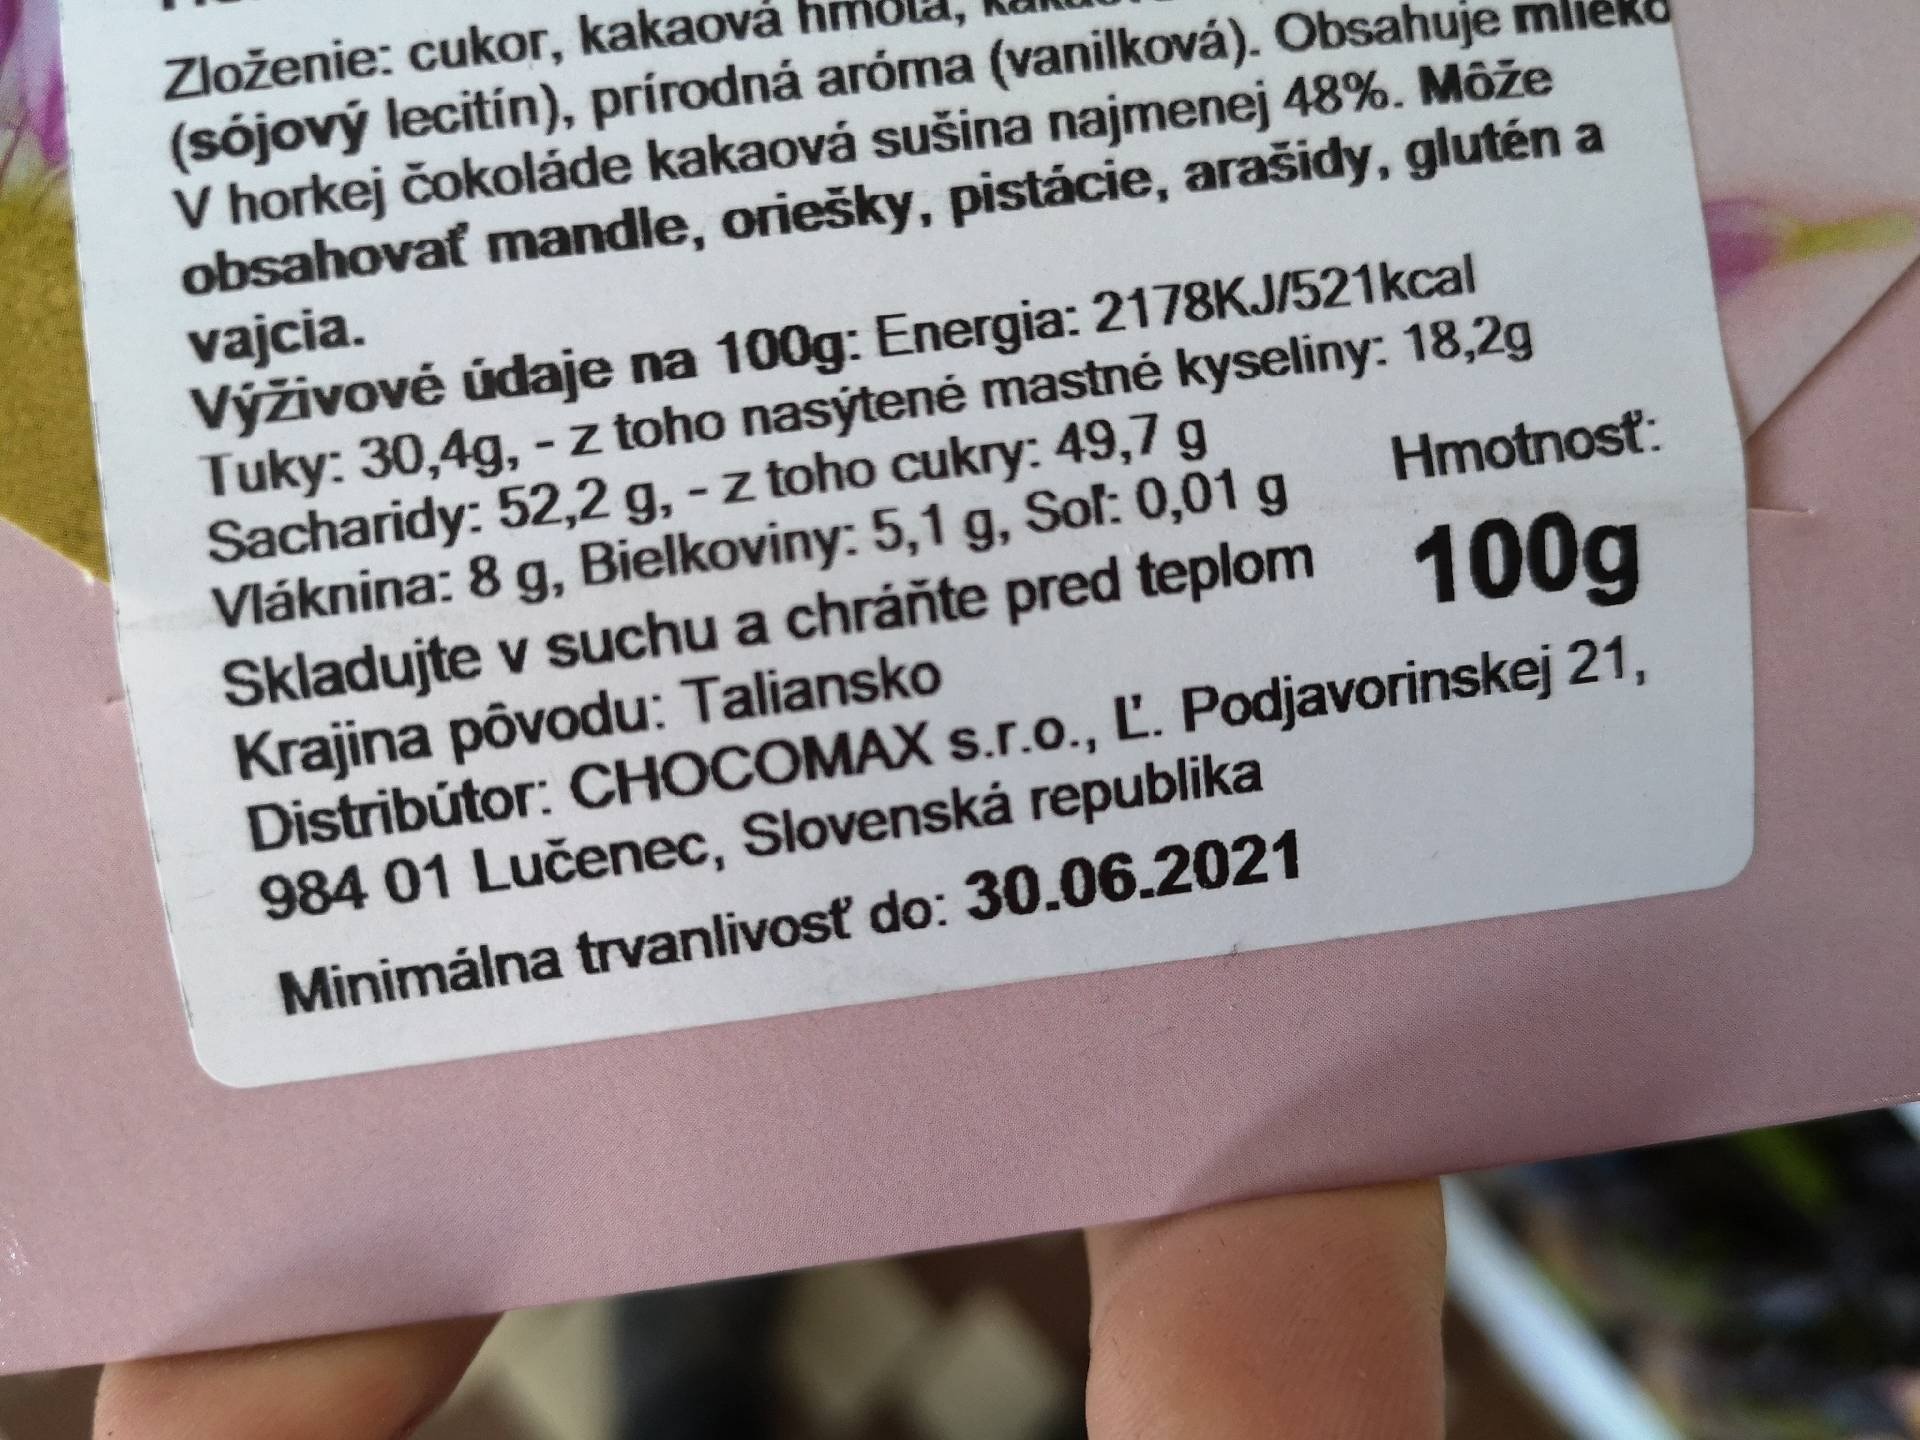 Zloženie: cukor, kakaová hmota,
(sójový lecitín), prírodná aróma (vanilková). Obsahuje mlieko
V horkej čokoláde kakaová sušina najmenej 48%. Môže
obsahovať mandle, oriešky, pistácie, arašidy, glutén a
vajcia.
Výživové údaje na 100g: Energia: 2178KJ/521kcal
Tuky: 30,4g, - z toho nasýtené mastné kyseliny: 18,2g
Sacharidy: 52,2 g, - z toho cukry: 49,7 g
Vláknina: 8 g, Bielkoviny: 5,1 g, Soľ: 0,01 g
Hmotnosť:
100g
Skladujte v suchu a chráňte pred teplom
Krajina pôvodu: Taliansko
Distribútor: CHOCOMAX s.r.o., Ľ. Podjavorinskej 21,
984 01 Lučenec, Slovenská republika
Minimálna trvanlivosť do: 30.06.2021